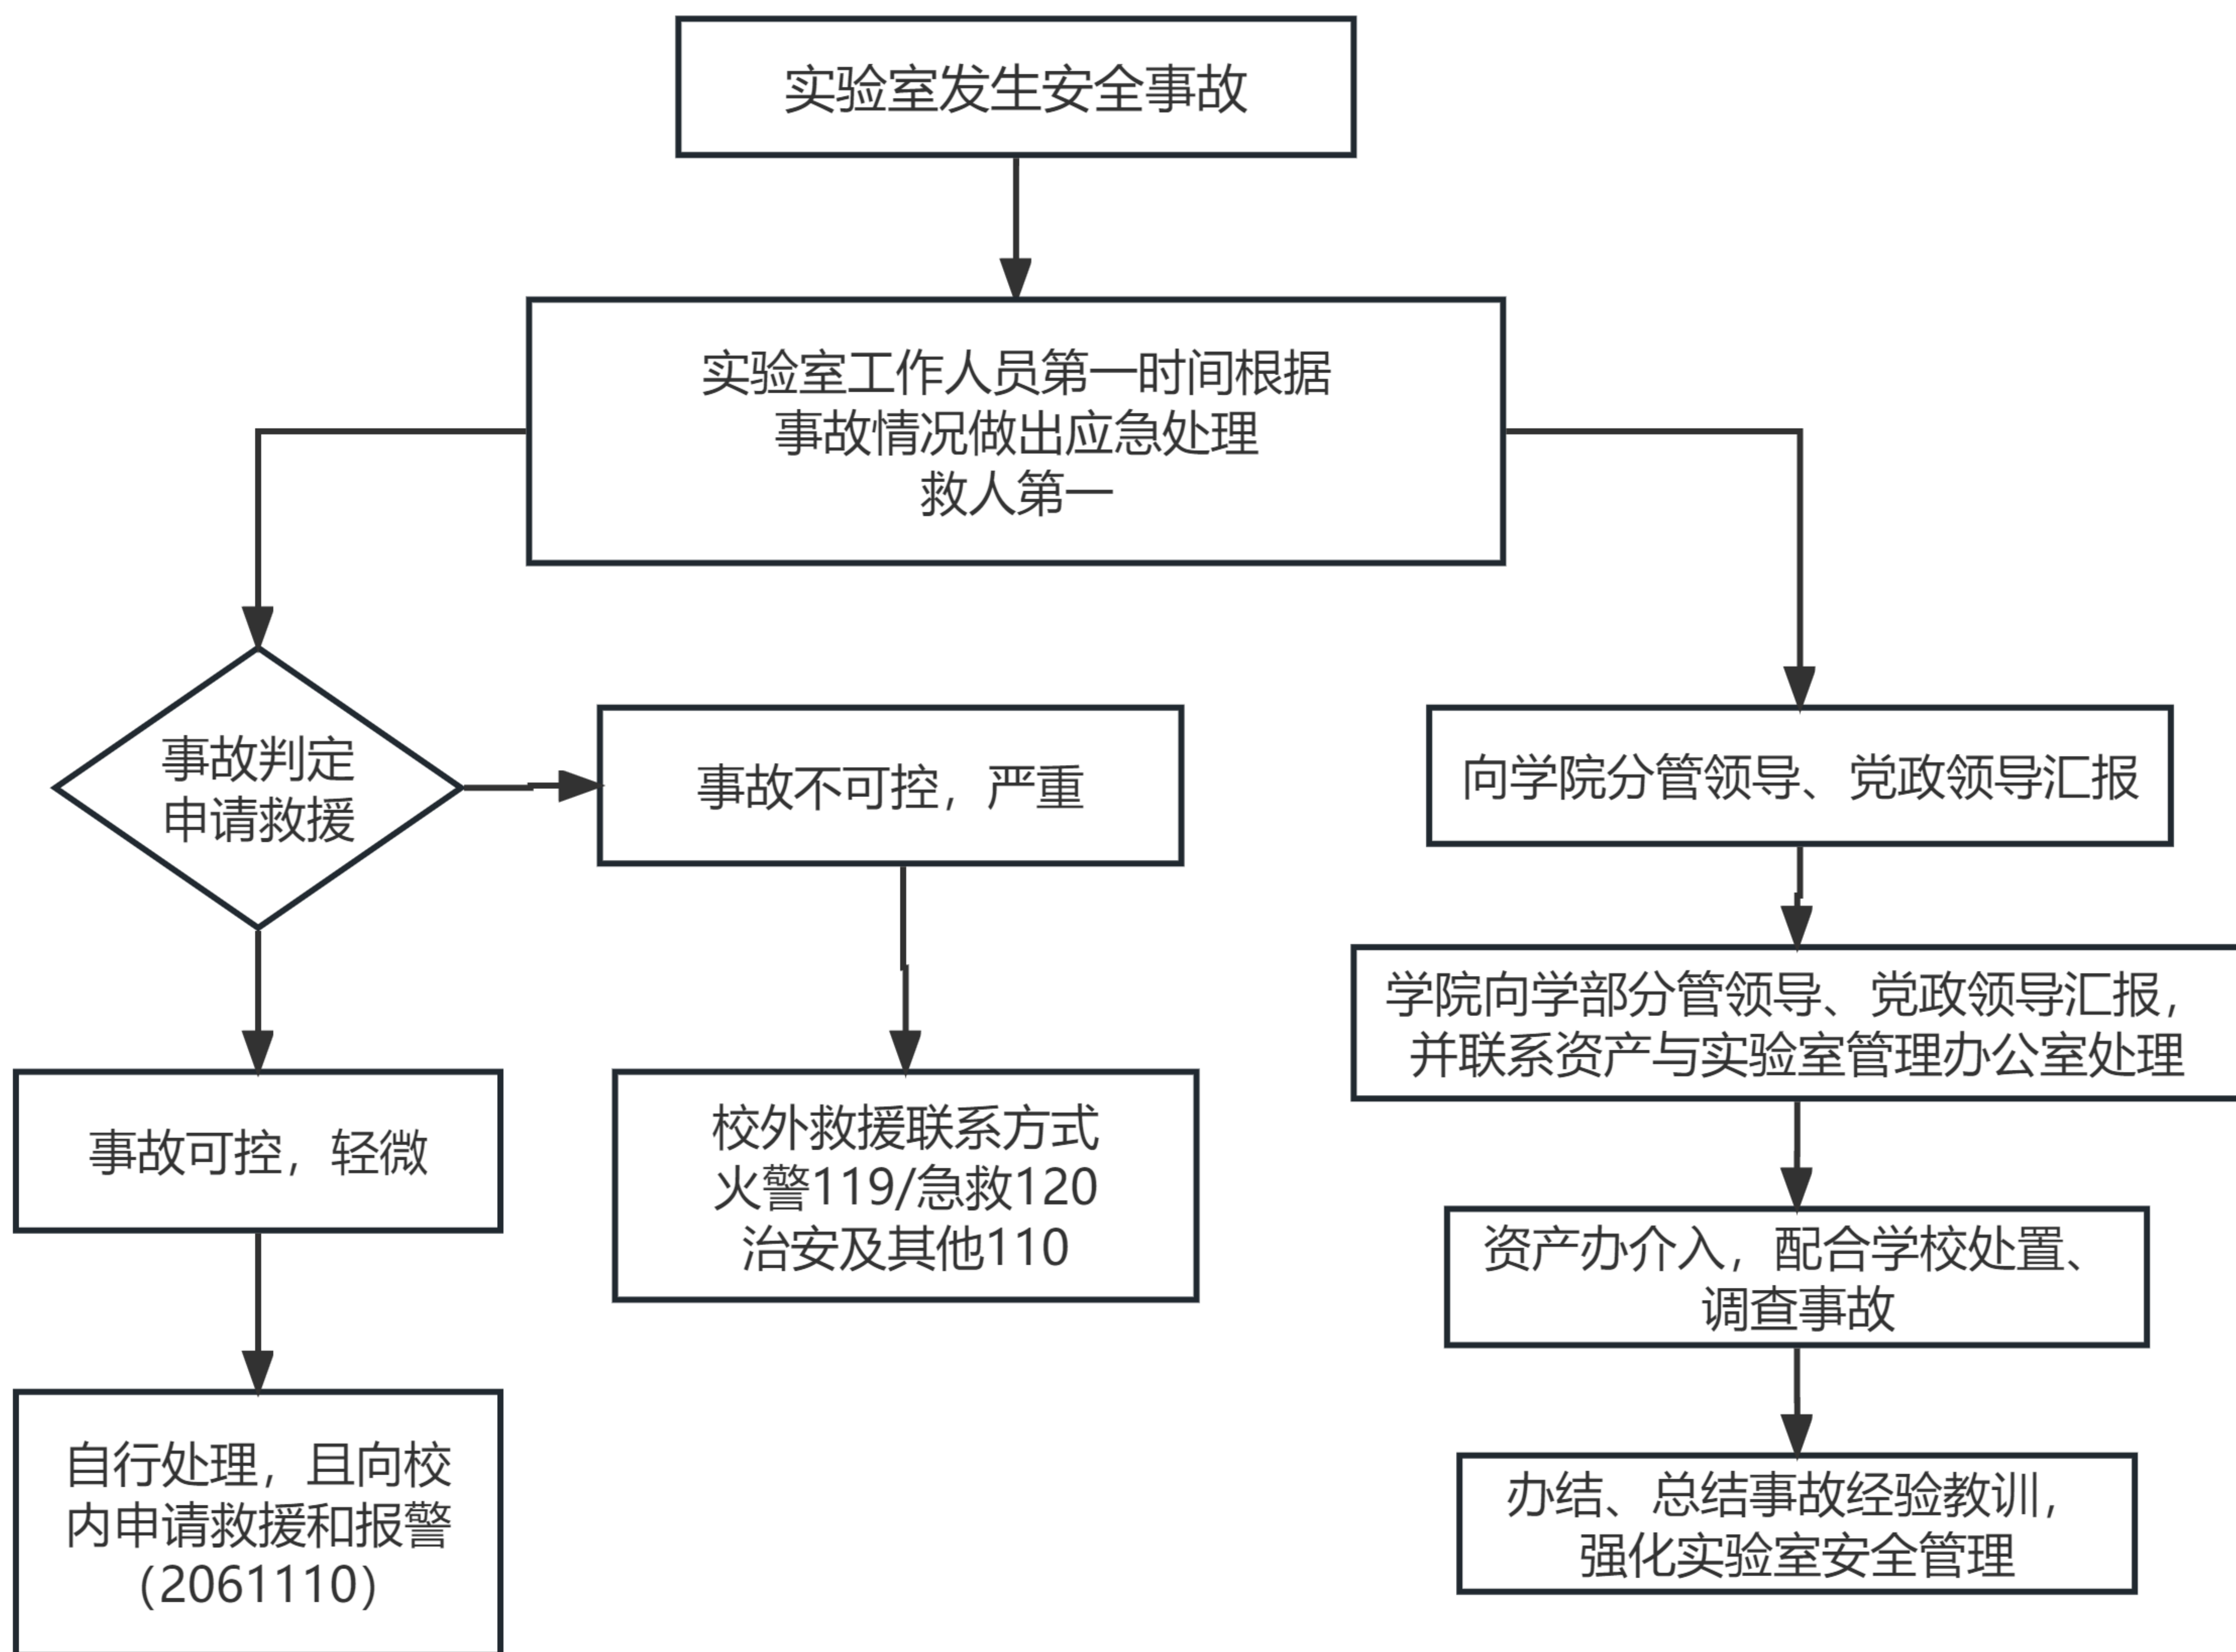 实验室发生安全事故
实验室工作人员第一时间根据
事故情况做出应急处理
救人第一
事故判定
申请救援
事故不可控，严重
向学院分管领导、党政领导汇报
学院向学部分管领导、党政领导汇报，
并联系资产与实验室管理办公室处理
事故可控，轻微
校外救援联系方式
火警119/急救120
治安及其他110
资产办介入，配合学校处置、
调查事故
自行处理，且向校
内申请救援和报警
（2061110）
办结、总结事故经验教训，
强化实验室安全管理